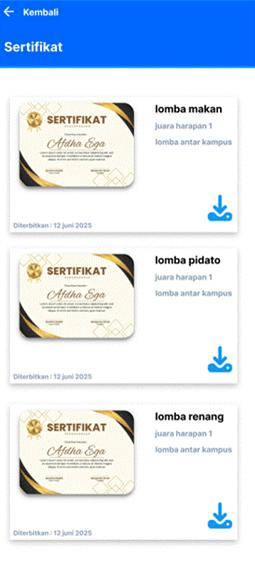 Kembali
Sertifikat
SERTIFIKAT
Afdha Ega
lomba makan
juara harapan 1
lomba antar kampus
Diterbitkan : 12 juni 2025
SERTIFIKAT
Afdha Ega
lomba pidato
juara harapan 1
lomba antar kampus
Diterbitkan : 12 juni 2025
SERTIFIKAT
Afdha Ega
lomba renang
juara harapan 1
lomba antar kampus
Diterbitkan : 12 juni 2025